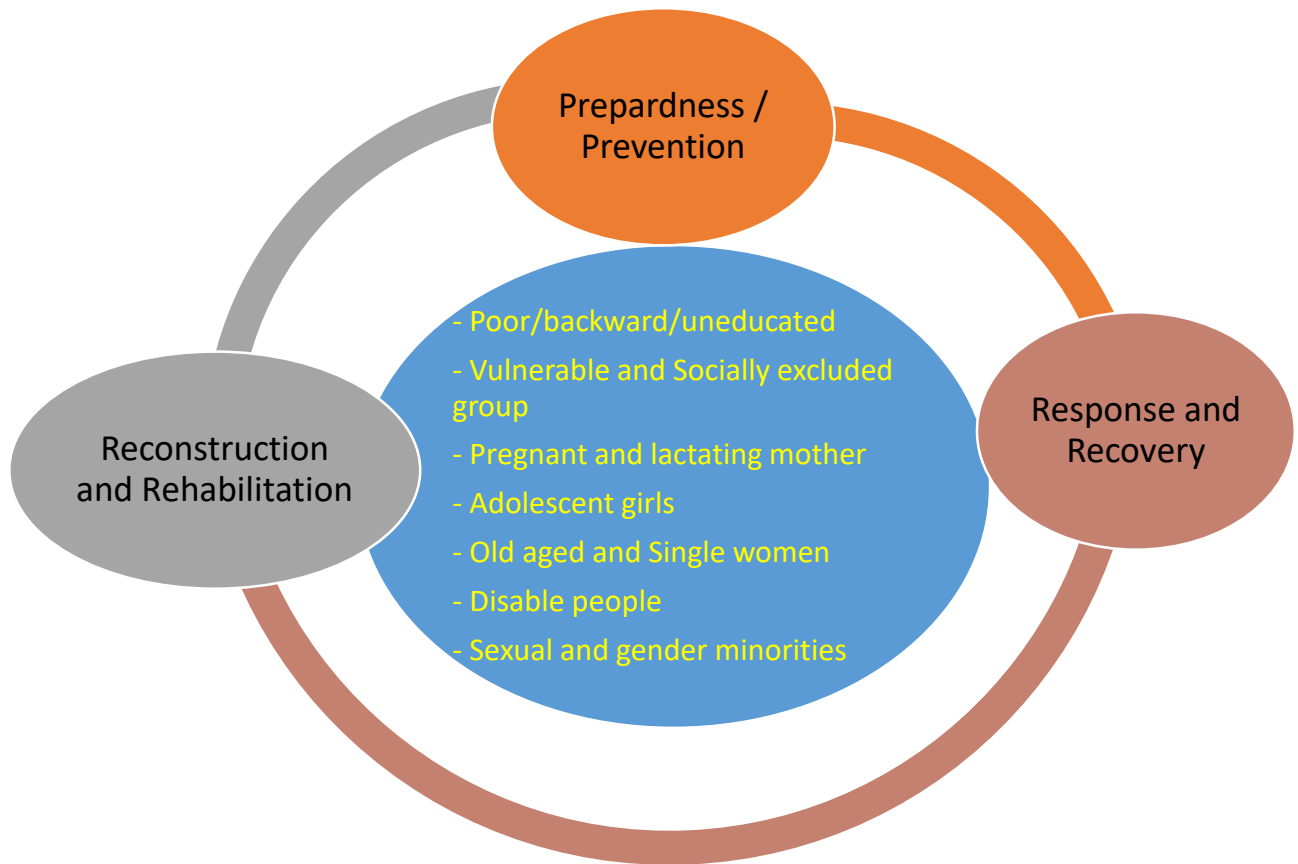 Prepardness /
Prevention
- Poor/backward/uneducated
- Vulnerable and Socially excluded
group
- Pregnant and lactating mother
- Adolescent girls
- Old aged and Single women
- Disable people
- Sexual and gender minorities
Response and
Recovery
Reconstruction
and Rehabilitation